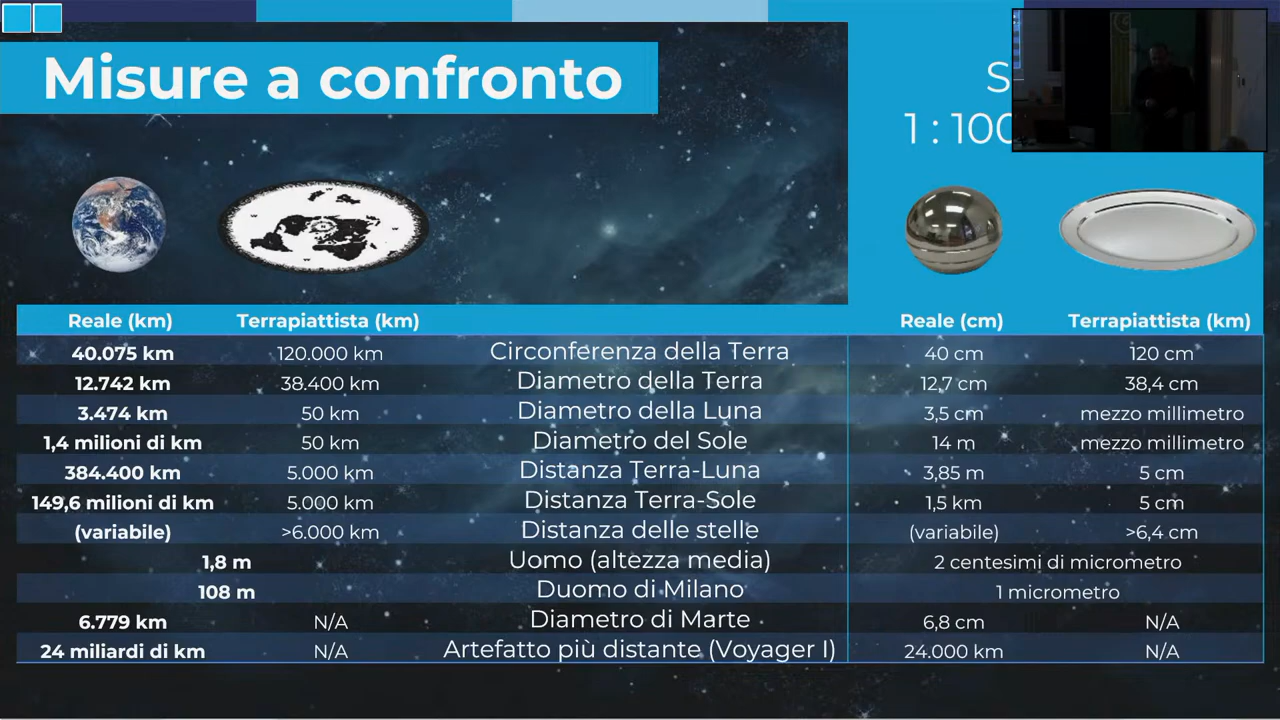 Misure a confronto
1 : 100
Reale (km) Terrapiattista (km) Reale (cm) Terrapiattista (km)
40.075 km 120.000 km Circonferenza della Terra 40 cm 120 cm
12.742 km 38.400 km Diametro della Terra 12,7 cm 38,4 cm
3.474 km 50 km Diametro della Luna 3,5 cm mezzo millimetro
1,4 milioni di km 50 km Diametro del Sole 14 m mezzo millimetro
384.400 km 5.000 km Distanza Terra-Luna 3,85 m 5 cm
149,6 milioni di km 5.000 km Distanza Terra-Sole 1,5 km 5 cm
(variabile) >6.000 km Distanza delle stelle (variabile) >6,4 cm
1,8 m Uomo (altezza media) 2 centesimi di micrometro
108 m Duomo di Milano 1 micrometro
6.779 km N/A Diametro di Marte 6,8 cm N/A
24 miliardi di km N/A Artefatto più distante (Voyager I) 24.000 km N/A